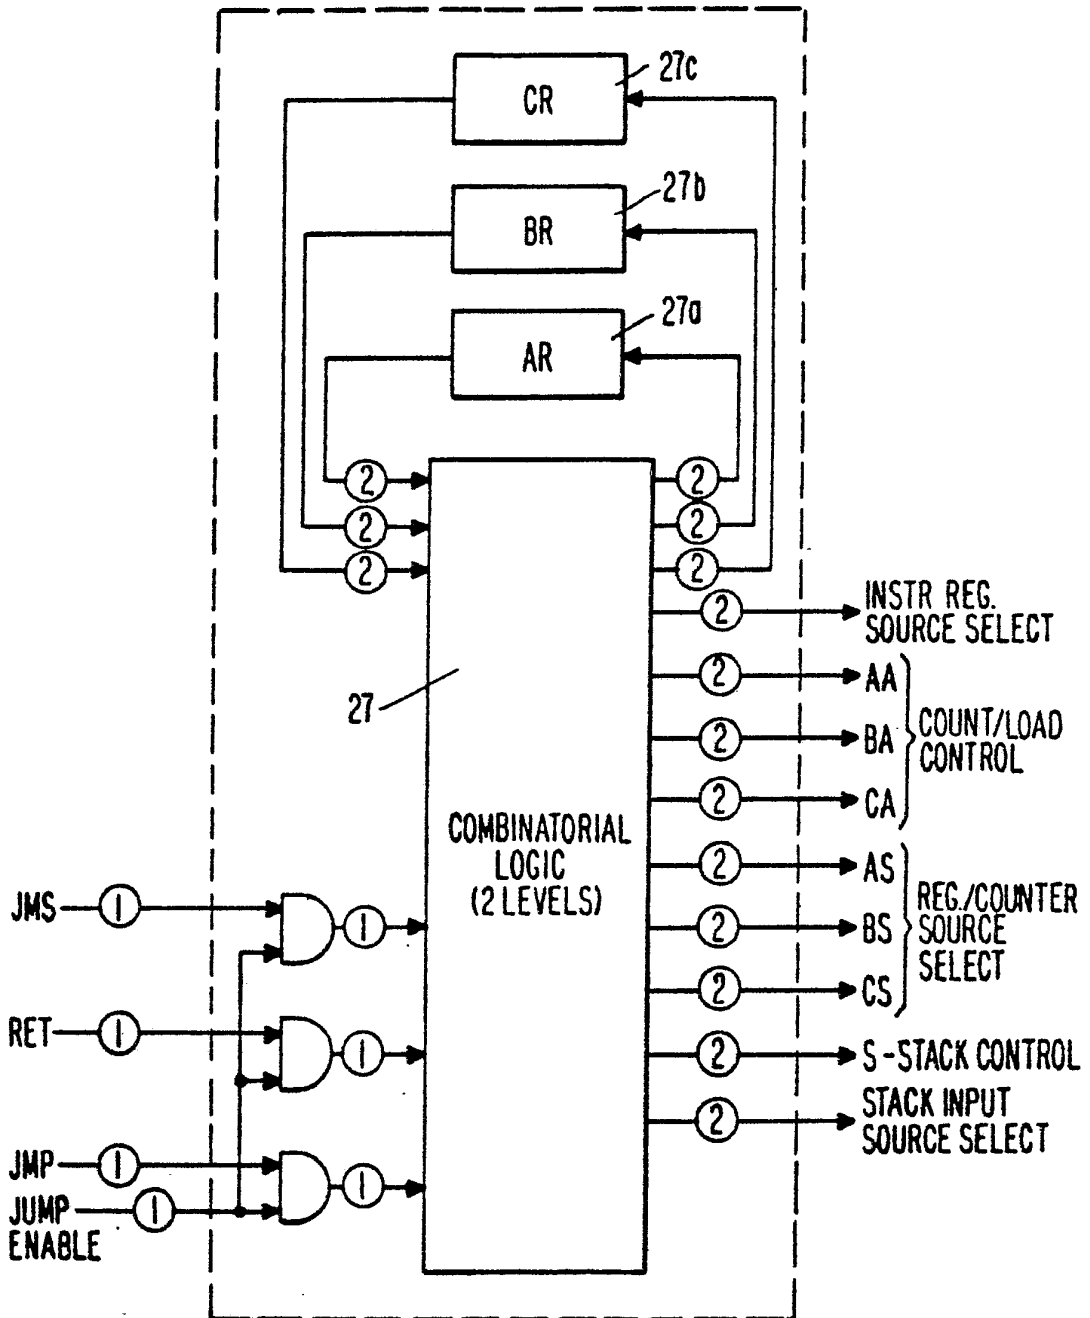 27c
CR
27b
BR
27a
AR
2 2
2 2
2 2
2 INSTR REG.
SOURCE SELECT
2 AA
27
2 BA COUNT/LOAD
CONTROL
2 CA
COMBINATORIAL
LOGIC
(2 LEVELS)
2 AS
JMS 1 1
2 BS REG./COUNTER
SOURCE
SELECT
2 CS
RET 1 1
2 S-STACK CONTROL
2 STACK INPUT
SOURCE SELECT
JMP 1 1
JUMP
ENABLE 1